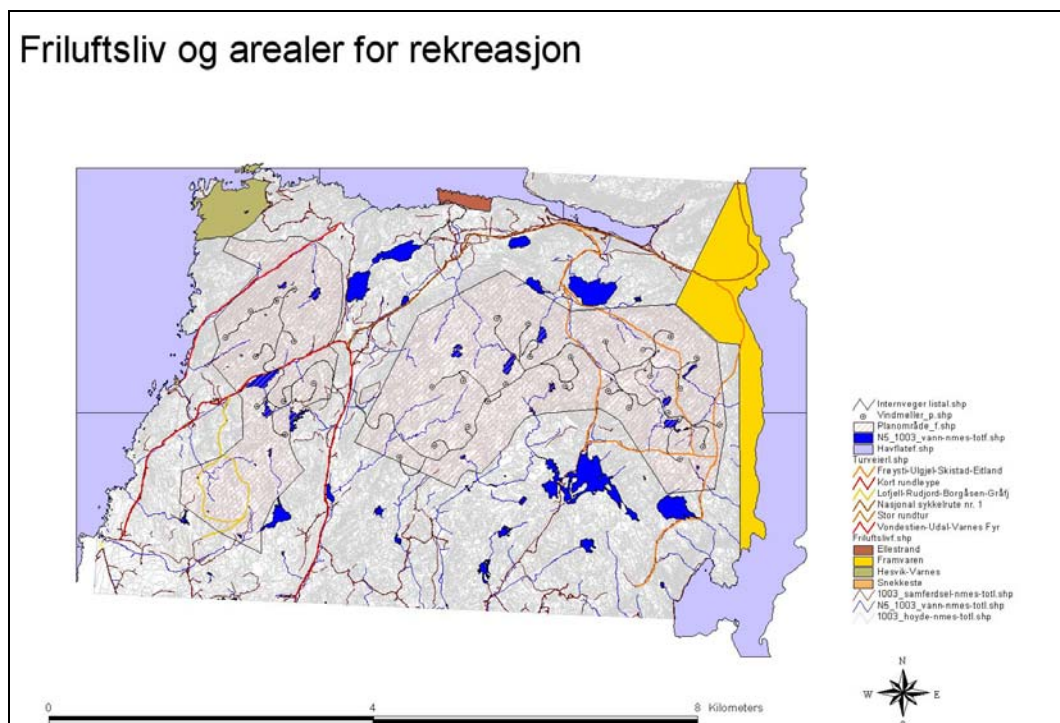 Friluftsliv og arealer for rekreasjon
Internveger listal.shp
Vindmøller_p.shp
Planområde_f.shp
N5_1003_vann-nmes-totf.shp
Havflatef.shp
Turveierl.shp
Frøysti-Ulgjel-Skistad-Eitland
Kort rundløype
Lofjell-Rudjord-Borgåsen-Gråfj
Nasjonal sykkelrute nr. 1
Stor rundtur
Vondestien-Udal-Varnes Fyr
Friluftslivf.shp
Ellestrand
Framvaren
Hesvik-Varnes
Snekkestø
1003_samferdsel-nmes-totl.shp
N5_1003_vann-nmes-totl.shp
1003_hoyde-nmes-totl.shp
N
W E
S
0 4 8 Kilometers